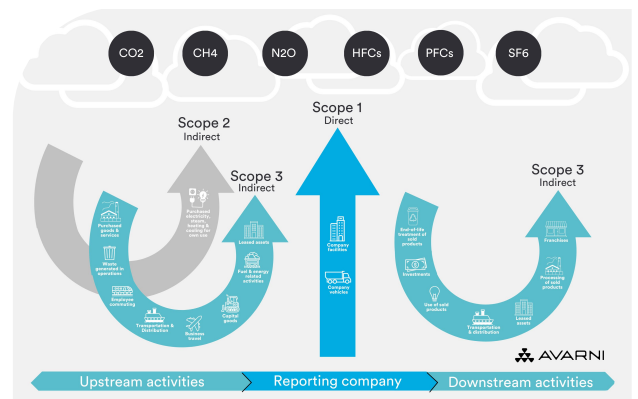 CO2
CH4
N2O
HFCs
PFCs
SF6
Scope 1
Direct
Scope 2
Indirect
Scope 3
Indirect
Scope 3
Indirect
Purchased
electricity,
steam,
heating &
cooling for
own use
Purchased
goods &
services
Waste
generated in
operations
Employee
commuting
Transportation &
Distribution
Business
travel
Capital
goods
Fuel & energy
related
activities
Leased assets
Company
facilities
Company
vehicles
End-of-life
treatment of
sold
products
Investments
Use of sold
products
Transportation
& distribution
Leased
assets
Processing
of sold
products
Franchises
AVARNI
Upstream activities
Reporting company
Downstream activities